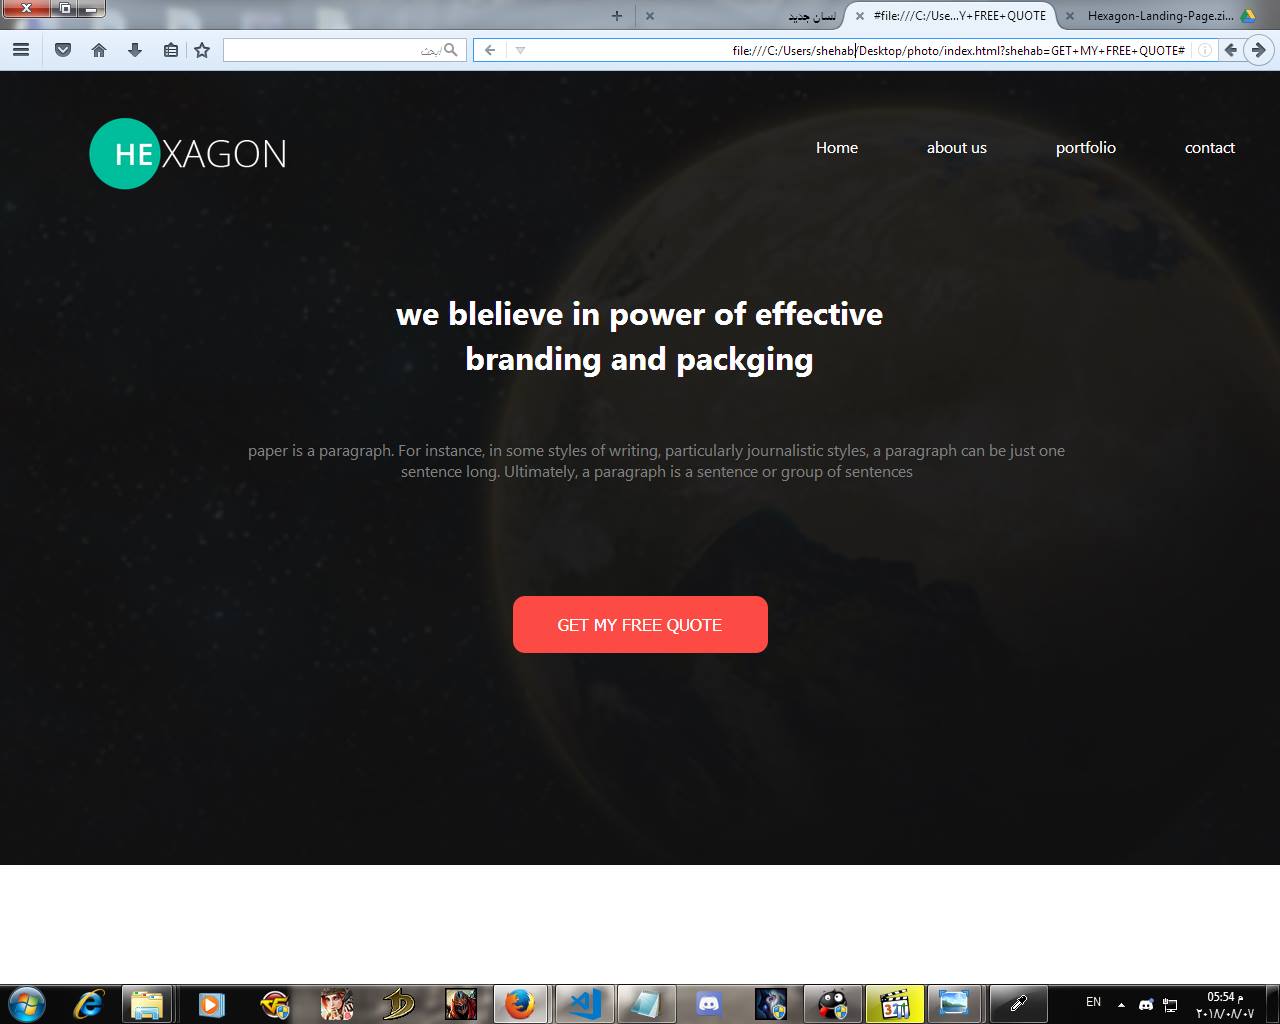 لسان جديد
#file:///C:/Use...Y+FREE+QUOTE
Hexagon-Landing-Page.zi...
ابحث
file:///C:/Users/shehab/Desktop/photo/index.html?shehab=GET+MY+FREE+QUOTE#
HEXAGON
Home
about us
portfolio
contact
we blelieve in power of effective
branding and packging
paper is a paragraph. For instance, in some styles of writing, particularly journalistic styles, a paragraph can be just one
sentence long. Ultimately, a paragraph is a sentence or group of sentences
GET MY FREE QUOTE
321
EN
05:54 م
٢٠١٨/٠٨/٠٧